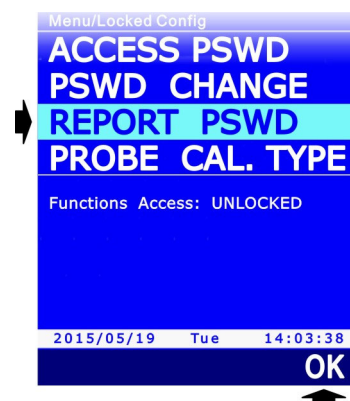 Menu/Locked Config
ACCESS PSWD
PSWD CHANGE
REPORT PSWD
PROBE CAL. TYPE
Functions Access: UNLOCKED
2015/05/19 Tue 14:03:38
OK